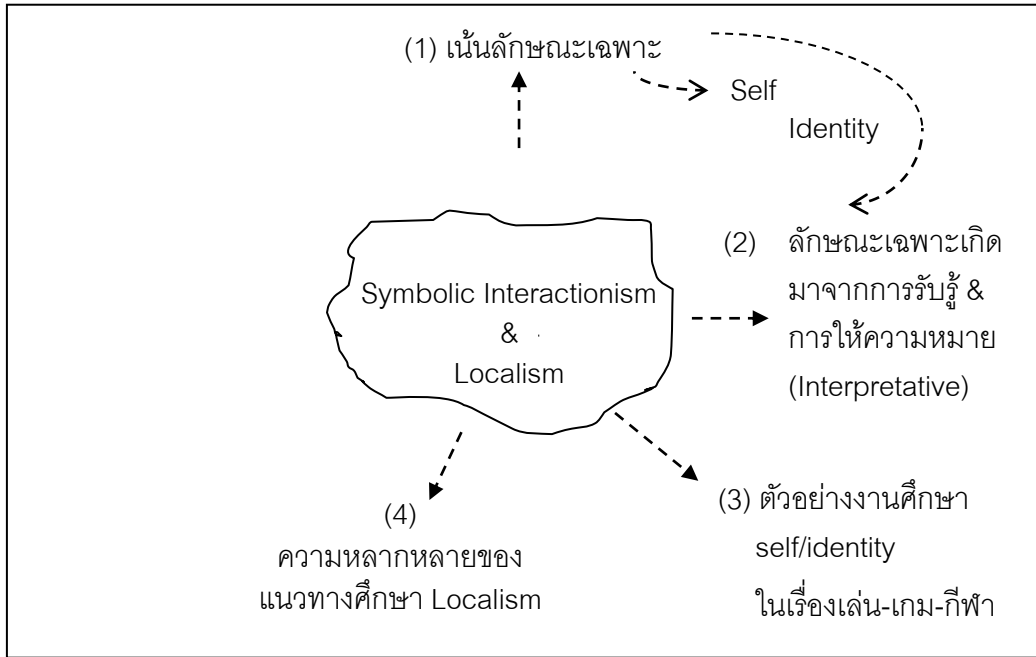 (1) เน้นลักษณะเฉพาะ
Self
Identity
Symbolic Interactionism
&
Localism
(2) ลักษณะเฉพาะเกิด
มาจากการรับรู้ &
การให้ความหมาย
(Interpretative)
(3) ตัวอย่างงานศึกษา
self/identity
ในเรื่องเล่น-เกม-กีฬา
(4)
ความหลากหลายของ
แนวทางศึกษา Localism